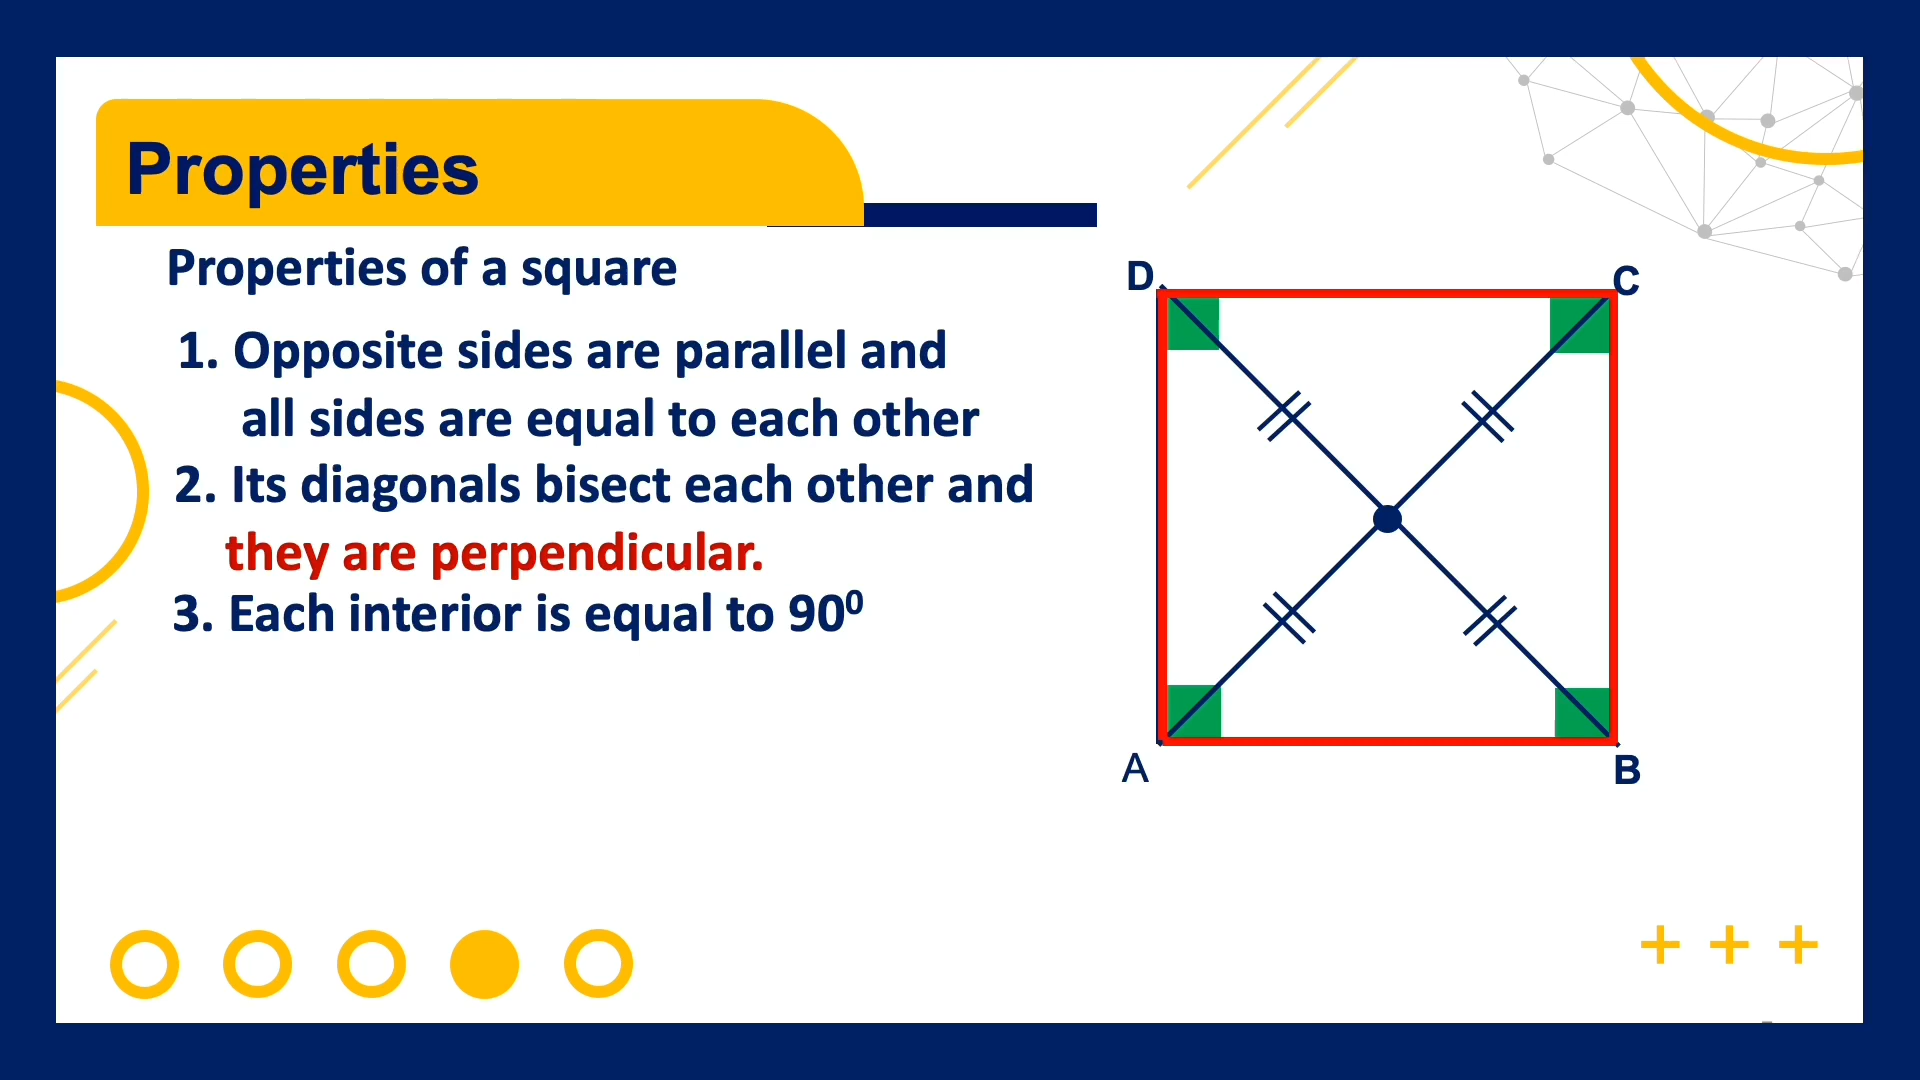 Properties
Properties of a square
1. Opposite sides are parallel and
all sides are equal to each other
2. Its diagonals bisect each other and
they are perpendicular.
3. Each interior is equal to 90⁰
D
C
A
B